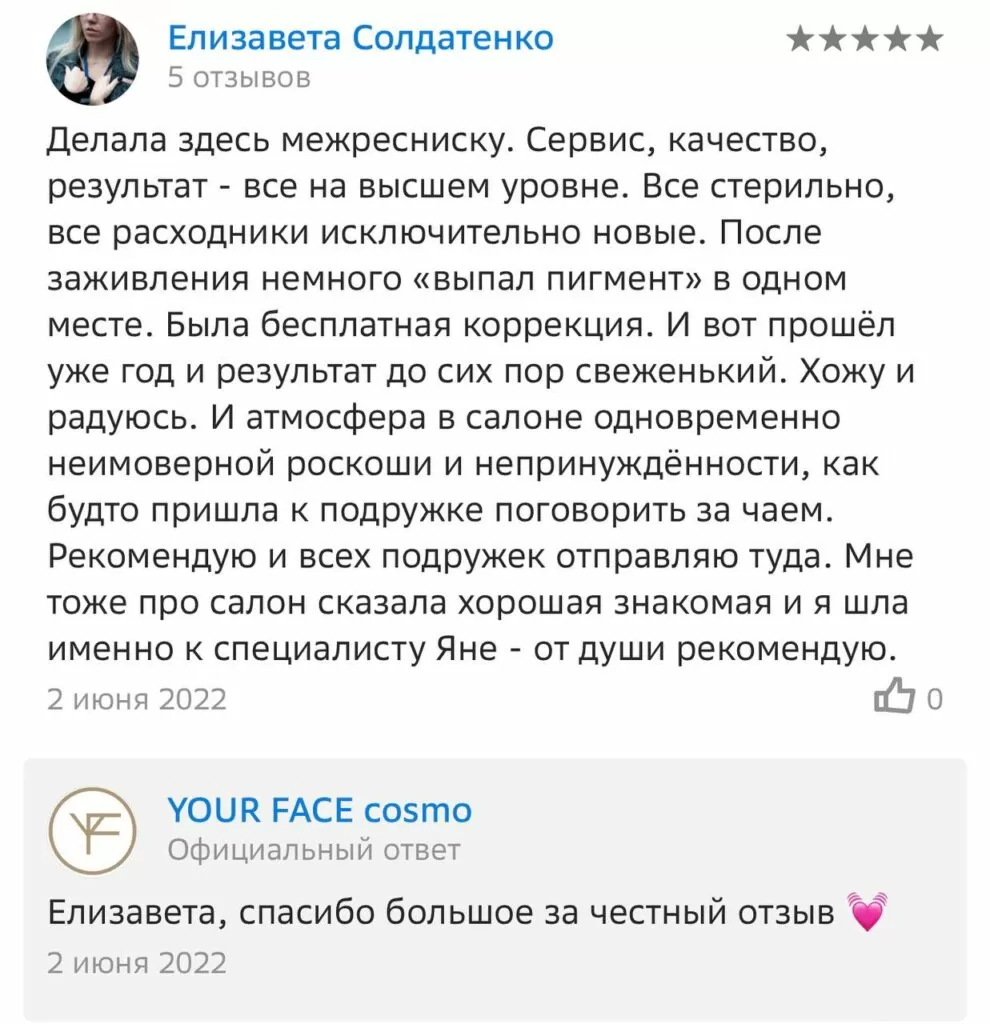 Елизавета Солдатенко
5 отзывов
Делала здесь межресниску. Сервис, качество,
результат - все на высшем уровне. Все стерильно,
все расходники исключительно новые. После
заживления немного «выпал пигмент» в одном
месте. Была бесплатная коррекция. И вот прошёл
уже год и результат до сих пор свеженький. Хожу и
радуюсь. И атмосфера в салоне одновременно
неимоверной роскоши и непринуждённости, как
будто пришла к подружке поговорить за чаем.
Рекомендую и всех подружек отправляю туда. Мне
тоже про салон сказала хорошая знакомая и я шла
именно к специалисту Яне - от души рекомендую.
2 июня 2022
0
YF
YOUR FACE cosmo
Официальный ответ
Елизавета, спасибо большое за честный отзыв 💓
2 июня 2022